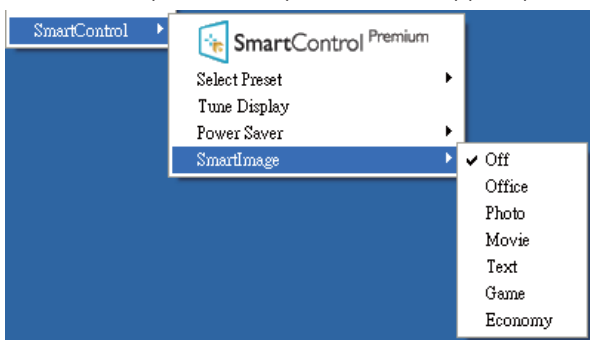 SmartControl
SmartControl Premium
Select Preset
Tune Display
Power Saver
SmartImage
Off
Office
Photo
Movie
Text
Game
Economy